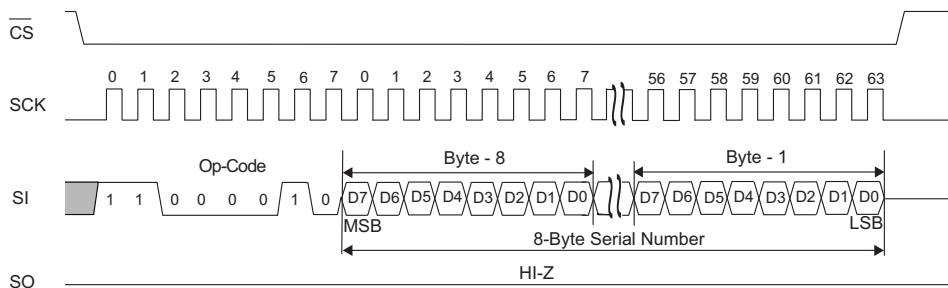 CS
0 1 2 3 4 5 6 7 0 1 2 3 4 5 6 7 56 57 58 59 60 61 62 63
SCK
Op-Code Byte - 8 Byte - 1
SI 1 1 0 0 0 0 1 0 D7 D6 D5 D4 D3 D2 D1 D0 D7 D6 D5 D4 D3 D2 D1 D0
MSB LSB
8-Byte Serial Number
HI-Z
SO